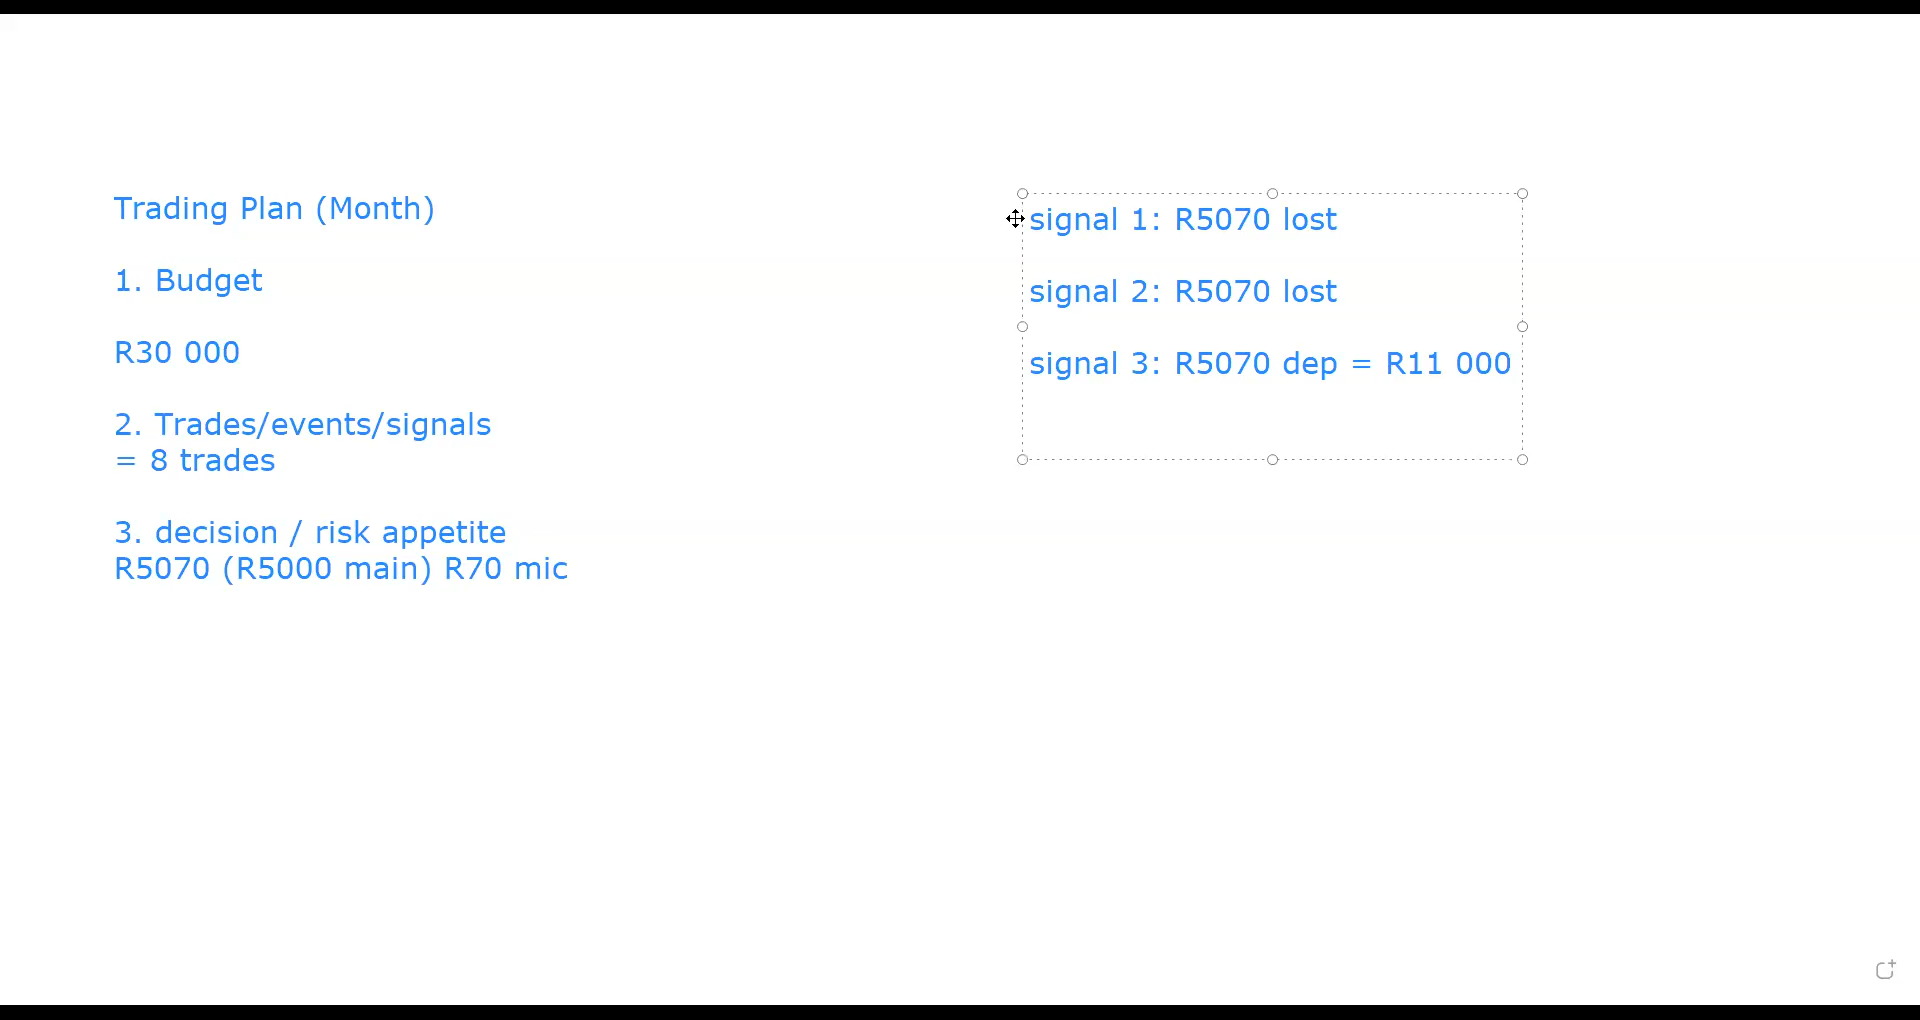 Trading Plan (Month)
1. Budget
R30 000
2. Trades/events/signals
= 8 trades
3. decision / risk appetite
R5070 (R5000 main) R70 mic
signal 1: R5070 lost
signal 2: R5070 lost
signal 3: R5070 dep = R11 000